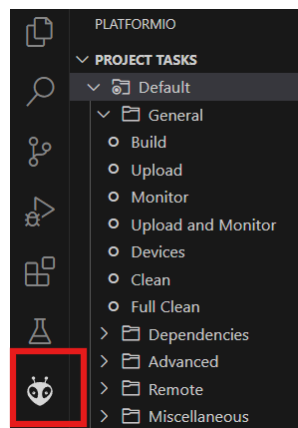 PLATFORMIO
PROJECT TASKS
Default
General
Build
Upload
Monitor
Upload and Monitor
Devices
Clean
Full Clean
Dependencies
Advanced
Remote
Miscellaneous